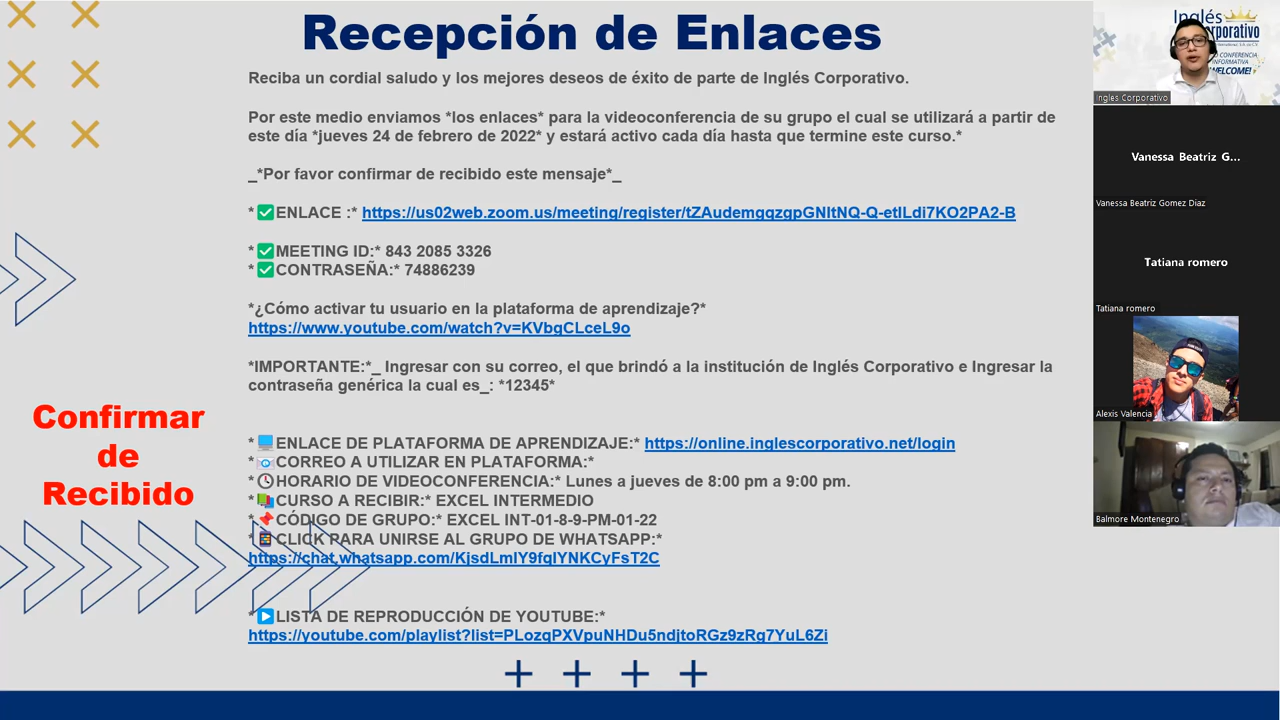 Recepción de Enlaces
Reciba un cordial saludo y los mejores deseos de éxito de parte de Inglés Corporativo.
Por este medio enviamos *los enlaces* para la videoconferencia de su grupo el cual se utilizará a partir de
este día *jueves 24 de febrero de 2022* y estará activo cada día hasta que termine este curso.*
_*Por favor confirmar de recibido este mensaje*_
*✅ENLACE :* https://us02web.zoom.us/meeting/register/tZAudemgqzgpGNItNQ-Q-etlLdi7KO2PA2-B
*✅MEETING ID:* 843 2085 3326
*✅CONTRASEÑA:* 74886239
*¿Cómo activar tu usuario en la plataforma de aprendizaje?*
https://www.youtube.com/watch?v=KVbgCLceL9o
*IMPORTANTE:*_ Ingresar con su correo, el que brindó a la institución de Inglés Corporativo e Ingresar la
contraseña genérica la cual es_: *12345*
Confirmar
de
Recibido
*🖥️ENLACE DE PLATAFORMA DE APRENDIZAJE:* https://online.inglescorporativo.net/login
*📧CORREO A UTILIZAR EN PLATAFORMA:*
*🕓HORARIO DE VIDEOCONFERENCIA:* Lunes a jueves de 8:00 pm a 9:00 pm.
*📚CURSO A RECIBIR:* EXCEL INTERMEDIO
*📌CÓDIGO DE GRUPO:* EXCEL INT-01-8-9-PM-01-22
*📱CLICK PARA UNIRSE AL GRUPO DE WHATSAPP:*
https://chat.whatsapp.com/KjsdLmIY9fqIYNKCyFsT2C
*▶️LISTA DE REPRODUCCIÓN DE YOUTUBE:*
https://youtube.com/playlist?list=PLozqPXVpuNHDu5ndjtoRGz9zRg7YuL6Zi
Inglés
rporativo
CONFERENCIA
INFORMATIVA
WELCOME!
Ingles Corporativo
Vanessa Beatriz G...
Vanessa Beatriz Gomez Diaz
Tatiana romero
Tatiana romero
Alexis Valencia
Balmore Montenegro